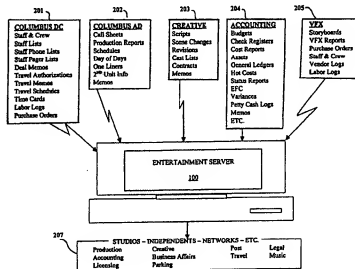 201
COLUMBUS DC
Staff & Crew
Staff Lists
Staff Phone Lists
Staff Pager Lists
Deal Memos
Travel Authorizations
Travel Memos
Travel Schedules
Time Cards
Labor Logs
Purchase Orders
202
COLUMBUS AD
Call Sheets
Production Reports
Schedules
Day of Days
One Liners
2nd Unit Info
Memos
203
CREATIVE
Scripts
Scene Changes
Revisions
Cast Lists
Contracts
Memos
204
ACCOUNTING
Budgets
Check Registers
Cost Reports
Assets
General Ledgers
Hot Costs
Status Reports
EFC
Variances
Petty Cash Logs
Memos
ETC.
205
VFX
Storyboards
VFX Reports
Purchase Orders
Staff & Crew
Vendor Logs
Labor Logs
ENTERTAINMENT SERVER
100
207
STUDIOS – INDEPENDENTS – NETWORKS – ETC.
Production Creative Post Legal
Accounting Business Affairs Travel Music
Licensing Parking